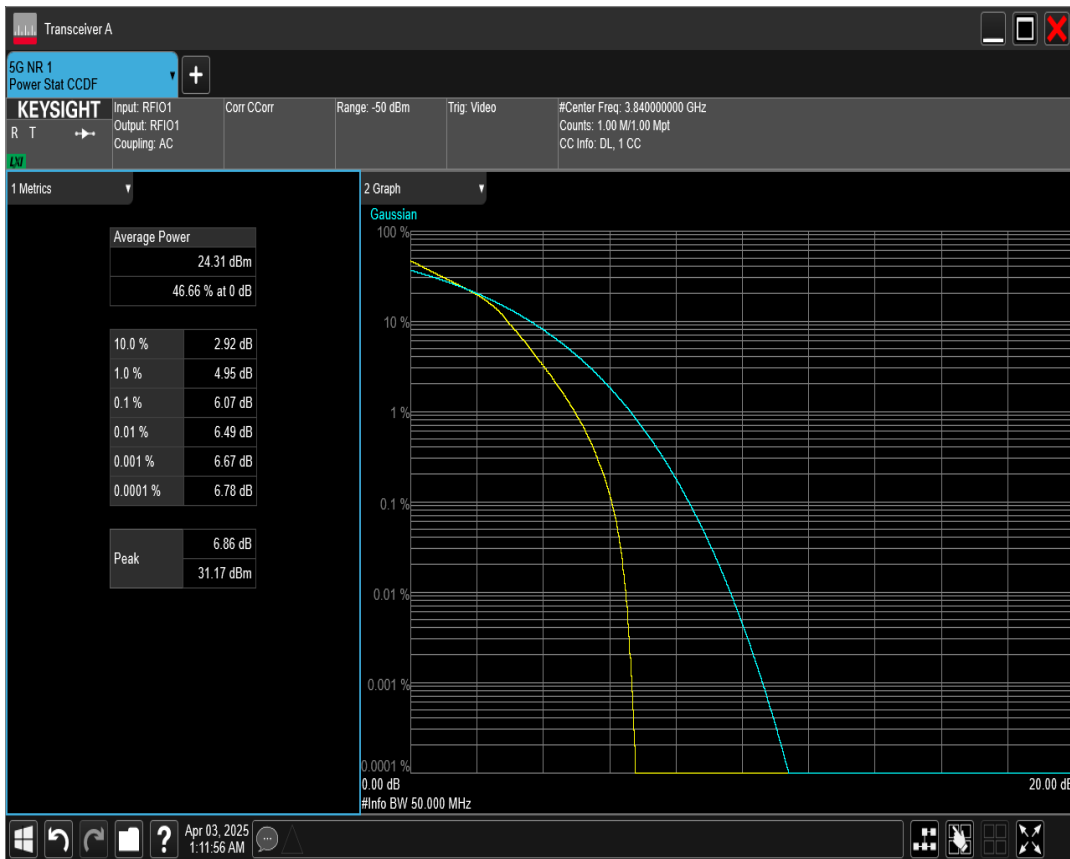 Transceiver A
5G NR 1
Power Stat CCDF
KEYSIGHT
R T
LXI
Input: RFIO1
Output: RFIO1
Coupling: AC
Corr CCorr
Range: -50 dBm
Trig: Video
#Center Freq: 3.840000000 GHz
Counts: 1.00 M/1.00 Mpt
CC Info: DL, 1 CC
1 Metrics
Average Power
24.31 dBm
46.66 % at 0 dB
10.0 % 2.92 dB
1.0 % 4.95 dB
0.1 % 6.07 dB
0.01 % 6.49 dB
0.001 % 6.67 dB
0.0001 % 6.78 dB
Peak
6.86 dB
31.17 dBm
2 Graph
Gaussian
100 %
10 %
1 %
0.1 %
0.01 %
0.001 %
0.0001 %
0.00 dB 20.00 dB
#Info BW 50.000 MHz
Apr 03, 2025
1:11:56 AM